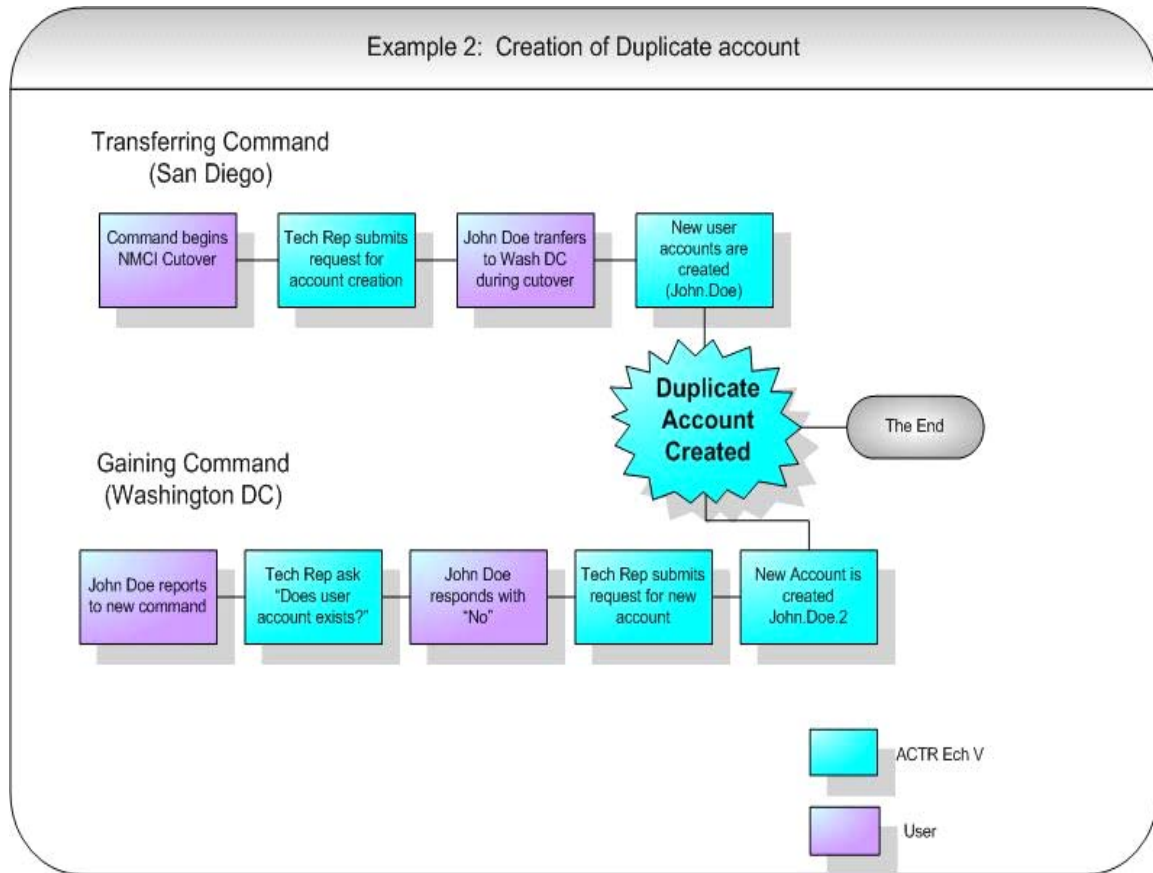 Example 2:  Creation of Duplicate account
Transferring Command
(San Diego)
Command begins
NMCI Cutover
Tech Rep submits
request for
account creation
John Doe tranfers
to Wash DC
during cutover
New user
accounts are
created
(John.Doe)
Duplicate
Account
Created
The End
Gaining Command
(Washington DC)
John Doe reports
to new command
Tech Rep ask
“Does user
account exists?”
John Doe
responds with
“No”
Tech Rep submits
request for new
account
New Account is
created
John.Doe.2
ACTR Ech V
User